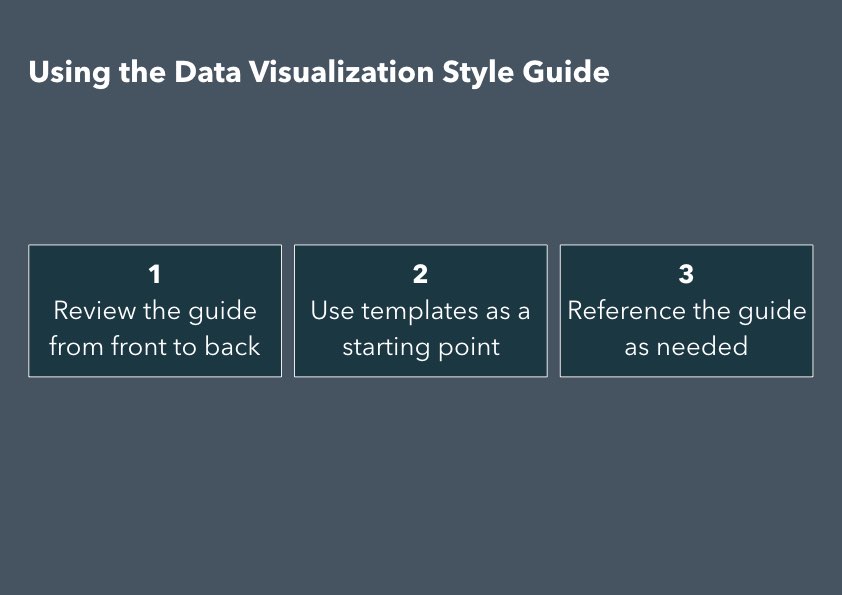 Using the Data Visualization Style Guide
1
Review the guide
from front to back
2
Use templates as a
starting point
3
Reference the guide
as needed